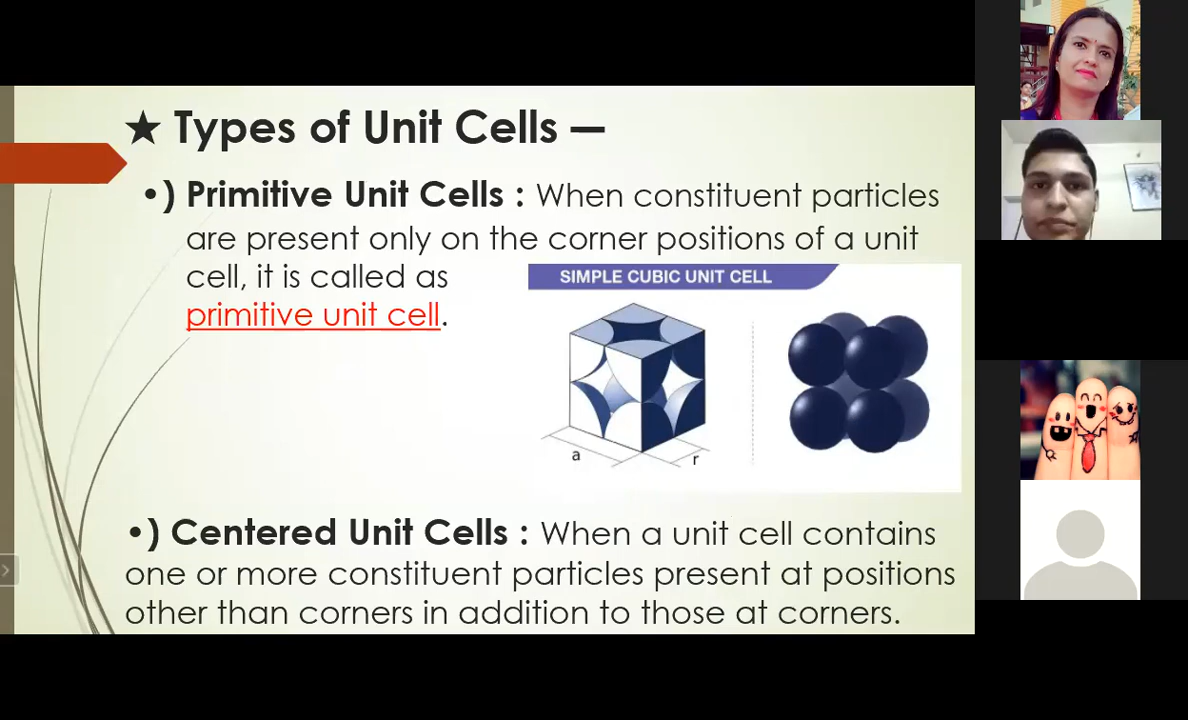 ★ Types of Unit Cells —
•) Primitive Unit Cells : When constituent particles
are present only on the corner positions of a unit
cell, it is called as
primitive unit cell.
SIMPLE CUBIC UNIT CELL
a
r
•) Centered Unit Cells : When a unit cell contains
one or more constituent particles present at positions
other than corners in addition to those at corners.